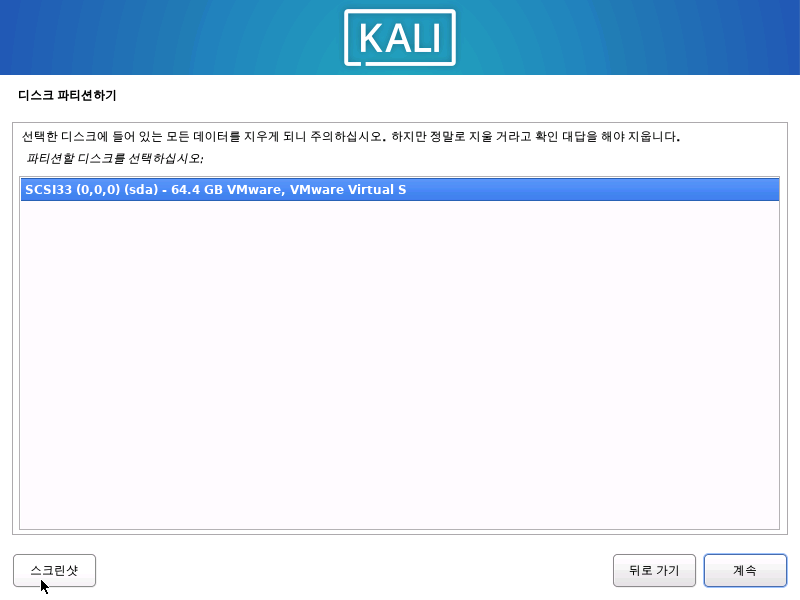 KALI
디스크 파티션하기
선택한 디스크에 들어 있는 모든 데이터를 지우게 되니 주의하십시오. 하지만 정말로 지울 거라고 확인 대답을 해야 지웁니다.
파티션할 디스크를 선택하십시오:
SCSI33 (0,0,0) (sda) - 64.4 GB VMware, VMware Virtual S
스크린샷
뒤로 가기
계속